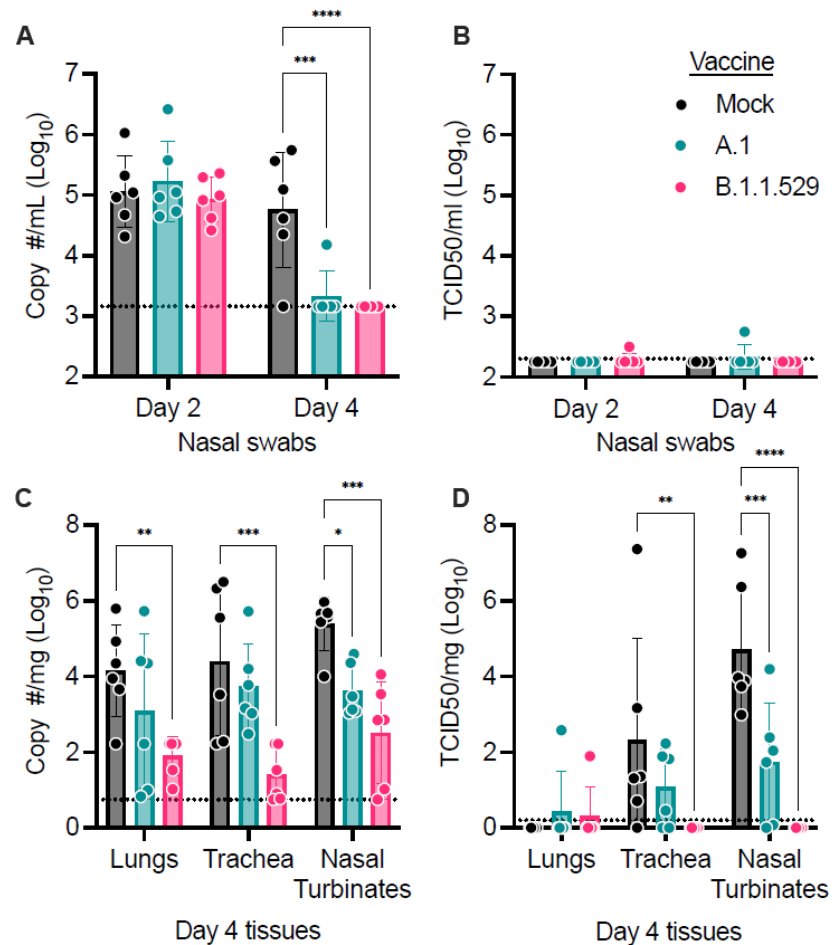 A
****
***
7
6
5
4
3
2
Copy #/mL (Log10)
Day 2
Day 4
Nasal swabs
B
Vaccine
Mock
A.1
B.1.1.529
7
6
5
4
3
2
TCID50/ml (Log10)
Day 2
Day 4
Nasal swabs
C
**
***
***
*
8
6
4
2
0
Copy #/mg (Log10)
Lungs
Trachea
Nasal
Turbinates
Day 4 tissues
D
**
****
***
8
6
4
2
0
TCID50/mg (Log10)
Lungs
Trachea
Nasal
Turbinates
Day 4 tissues